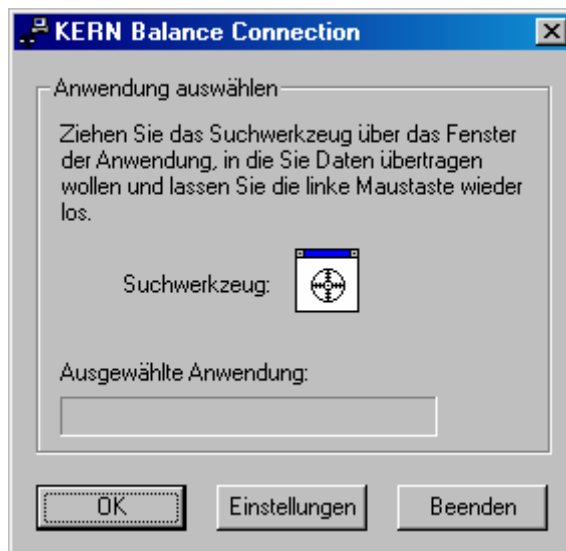 KERN Balance Connection
Anwendung auswählen
Ziehen Sie das Suchwerkzeug über das Fenster
der Anwendung, in die Sie Daten übertragen
wollen und lassen Sie die linke Maustaste wieder
los.
Suchwerkzeug:
Ausgewählte Anwendung:
OK Einstellungen Beenden